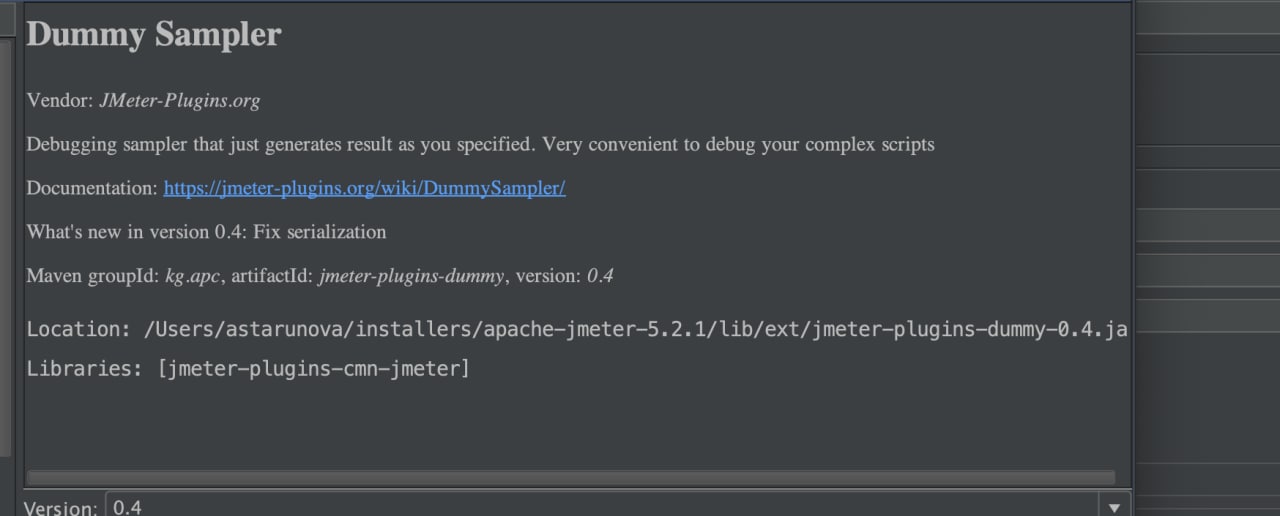 Dummy Sampler
Vendor: JMeter-Plugins.org
Debugging sampler that just generates result as you specified. Very convenient to debug your complex scripts
Documentation: https://jmeter-plugins.org/wiki/DummySampler/
What's new in version 0.4: Fix serialization
Maven groupId: kg.apc, artifactId: jmeter-plugins-dummy, version: 0.4
Location: /Users/astarunova/installers/apache-jmeter-5.2.1/lib/ext/jmeter-plugins-dummy-0.4.ja
Libraries: [jmeter-plugins-cmn-jmeter]
Version: 0.4